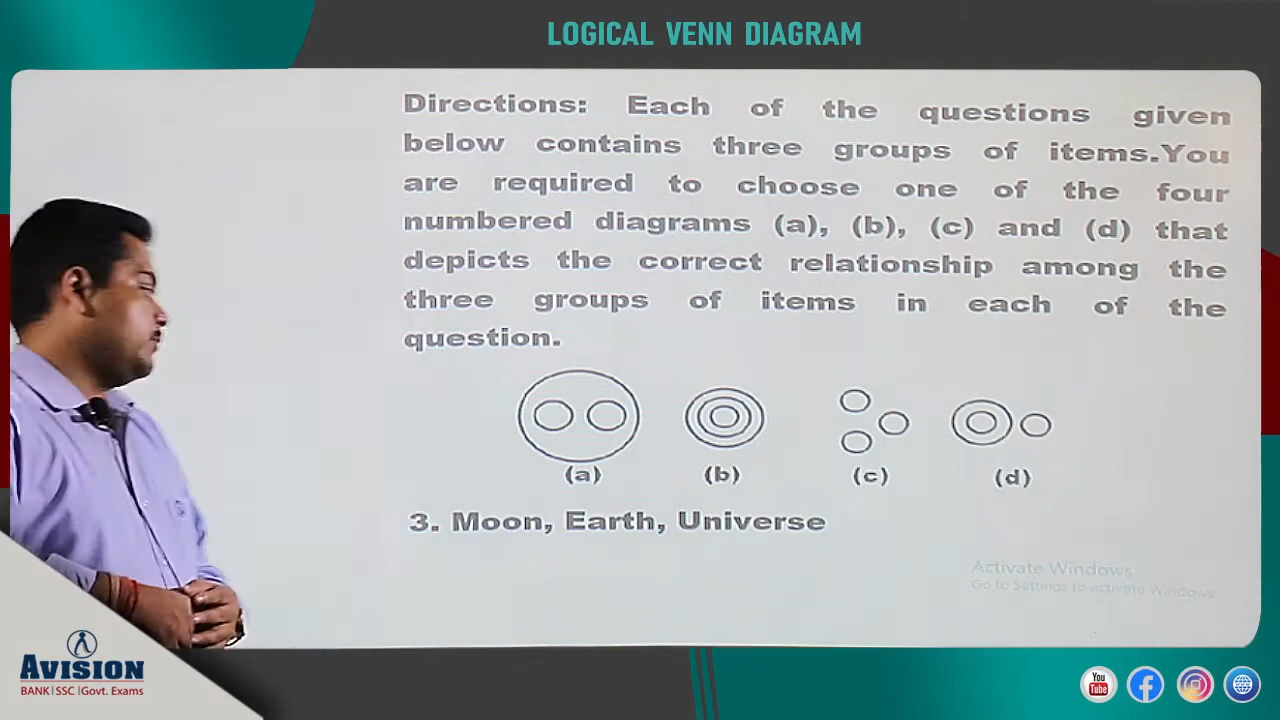 LOGICAL VENN DIAGRAM
Directions: Each of the questions given
below contains three groups of items.You
are required to choose one of the four
numbered diagrams (a), (b), (c) and (d) that
depicts the correct relationship among the
three groups of items in each of the
question.
(a) (b) (c) (d)
3. Moon, Earth, Universe
Activate Windows
Go to Settings to activate Windows.
AVISION
BANK|SSC|Govt. Exams
You
Tube